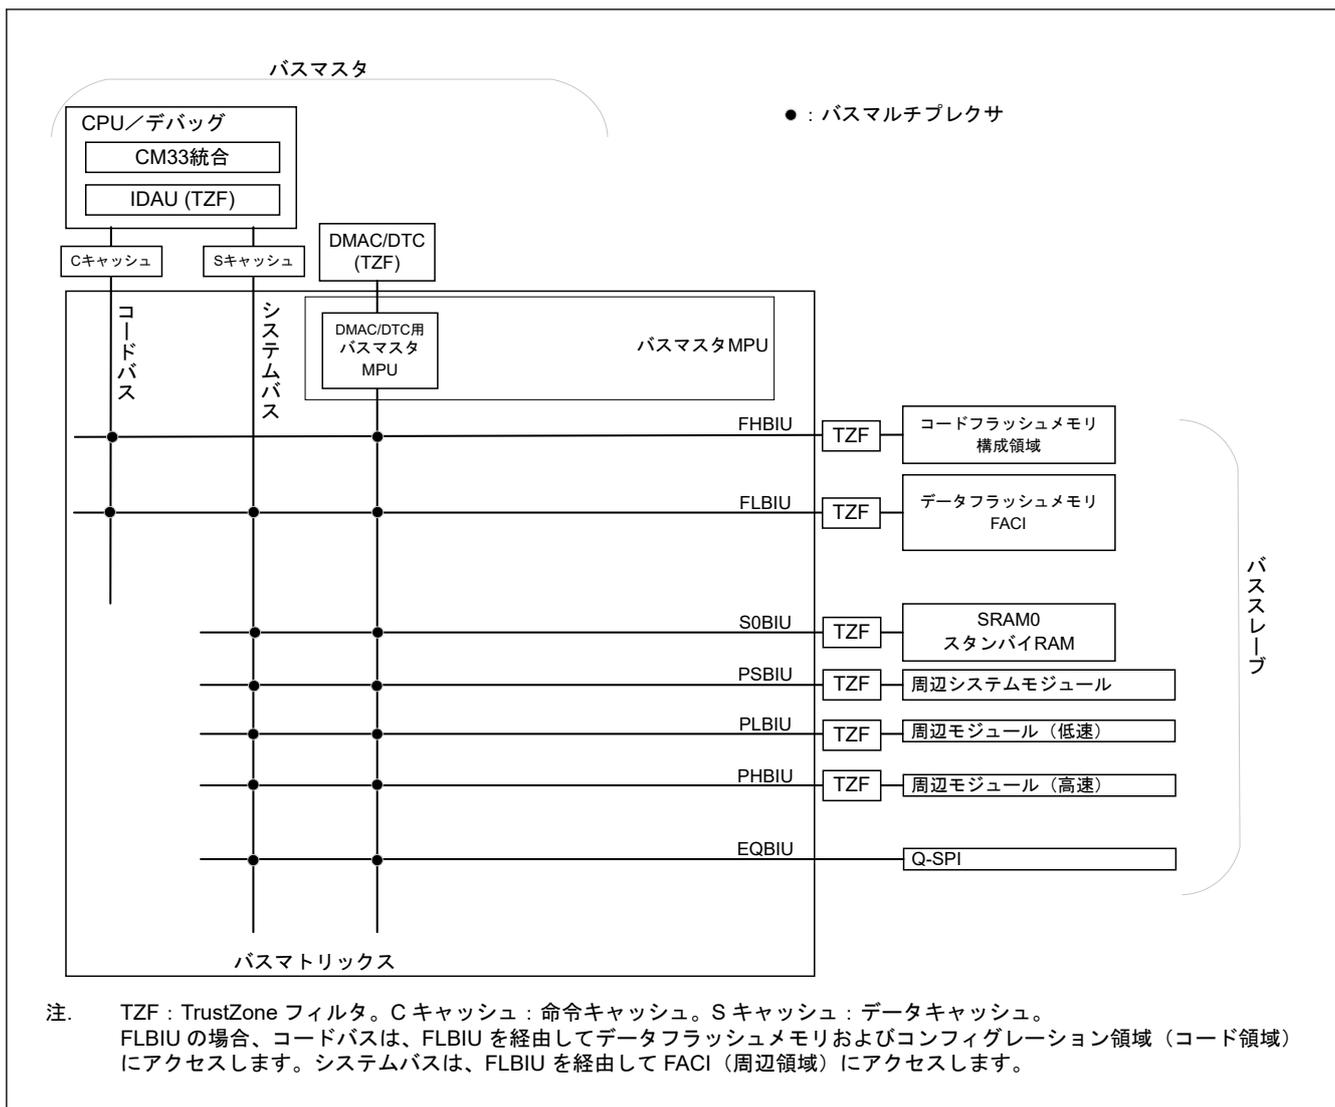 バスマスタ
●：バスマルチプレクサ
CPU／デバッグ
CM33統合
IDAU (TZF)
DMAC/DTC
(TZF)
Cキャッシュ
Sキャッシュ
コードバス
システムバス
DMAC/DTC用
バスマスタ
MPU
バスマスタMPU
FHBIU
TZF
コードフラッシュメモリ
構成領域
FLBIU
TZF
データフラッシュメモリ
FACI
バススレーブ
S0BIU
TZF
SRAM0
スタンバイRAM
PSBIU
TZF
周辺システムモジュール
PLBIU
TZF
周辺モジュール（低速）
PHBIU
TZF
周辺モジュール（高速）
EQBIU
Q-SPI
バスマトリックス
注. TZF：TrustZone フィルタ。C キャッシュ：命令キャッシュ。S キャッシュ：データキャッシュ。
FLBIU の場合、コードバスは、FLBIU を経由してデータフラッシュメモリおよびコンフィグレーション領域（コード領域）
にアクセスします。システムバスは、FLBIU を経由して FACI（周辺領域）にアクセスします。